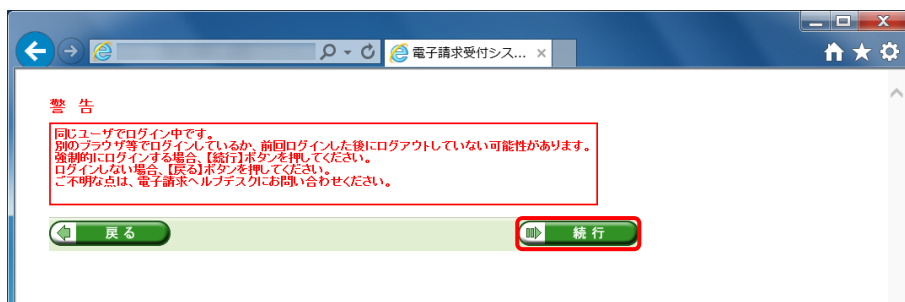 電子請求受付シス...
警 告
同じユーザでログイン中です。
別のブラウザ等でログインしているか、前回ログインした後にログアウトしていない可能性があります。
強制的にログインする場合、【続行】ボタンを押してください。
ログインしない場合、【戻る】ボタンを押してください。
ご不明な点は、電子請求ヘルプデスクにお問い合わせください。
戻 る
続 行